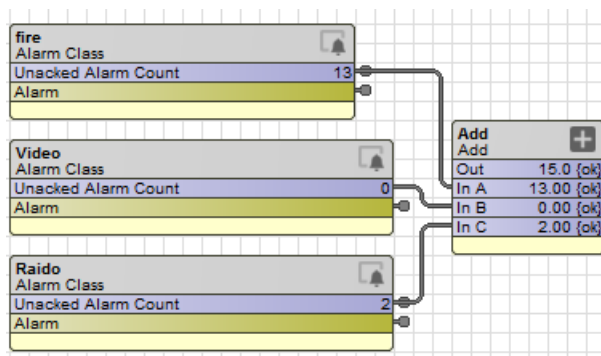 fire
Alarm Class
Unacked Alarm Count 13
Alarm
Video
Alarm Class
Unacked Alarm Count 0
Alarm
Raido
Alarm Class
Unacked Alarm Count 2
Alarm
Add
Add
Out 15.0 {ok}
In A 13.00 {ok}
In B 0.00 {ok}
In C 2.00 {ok}